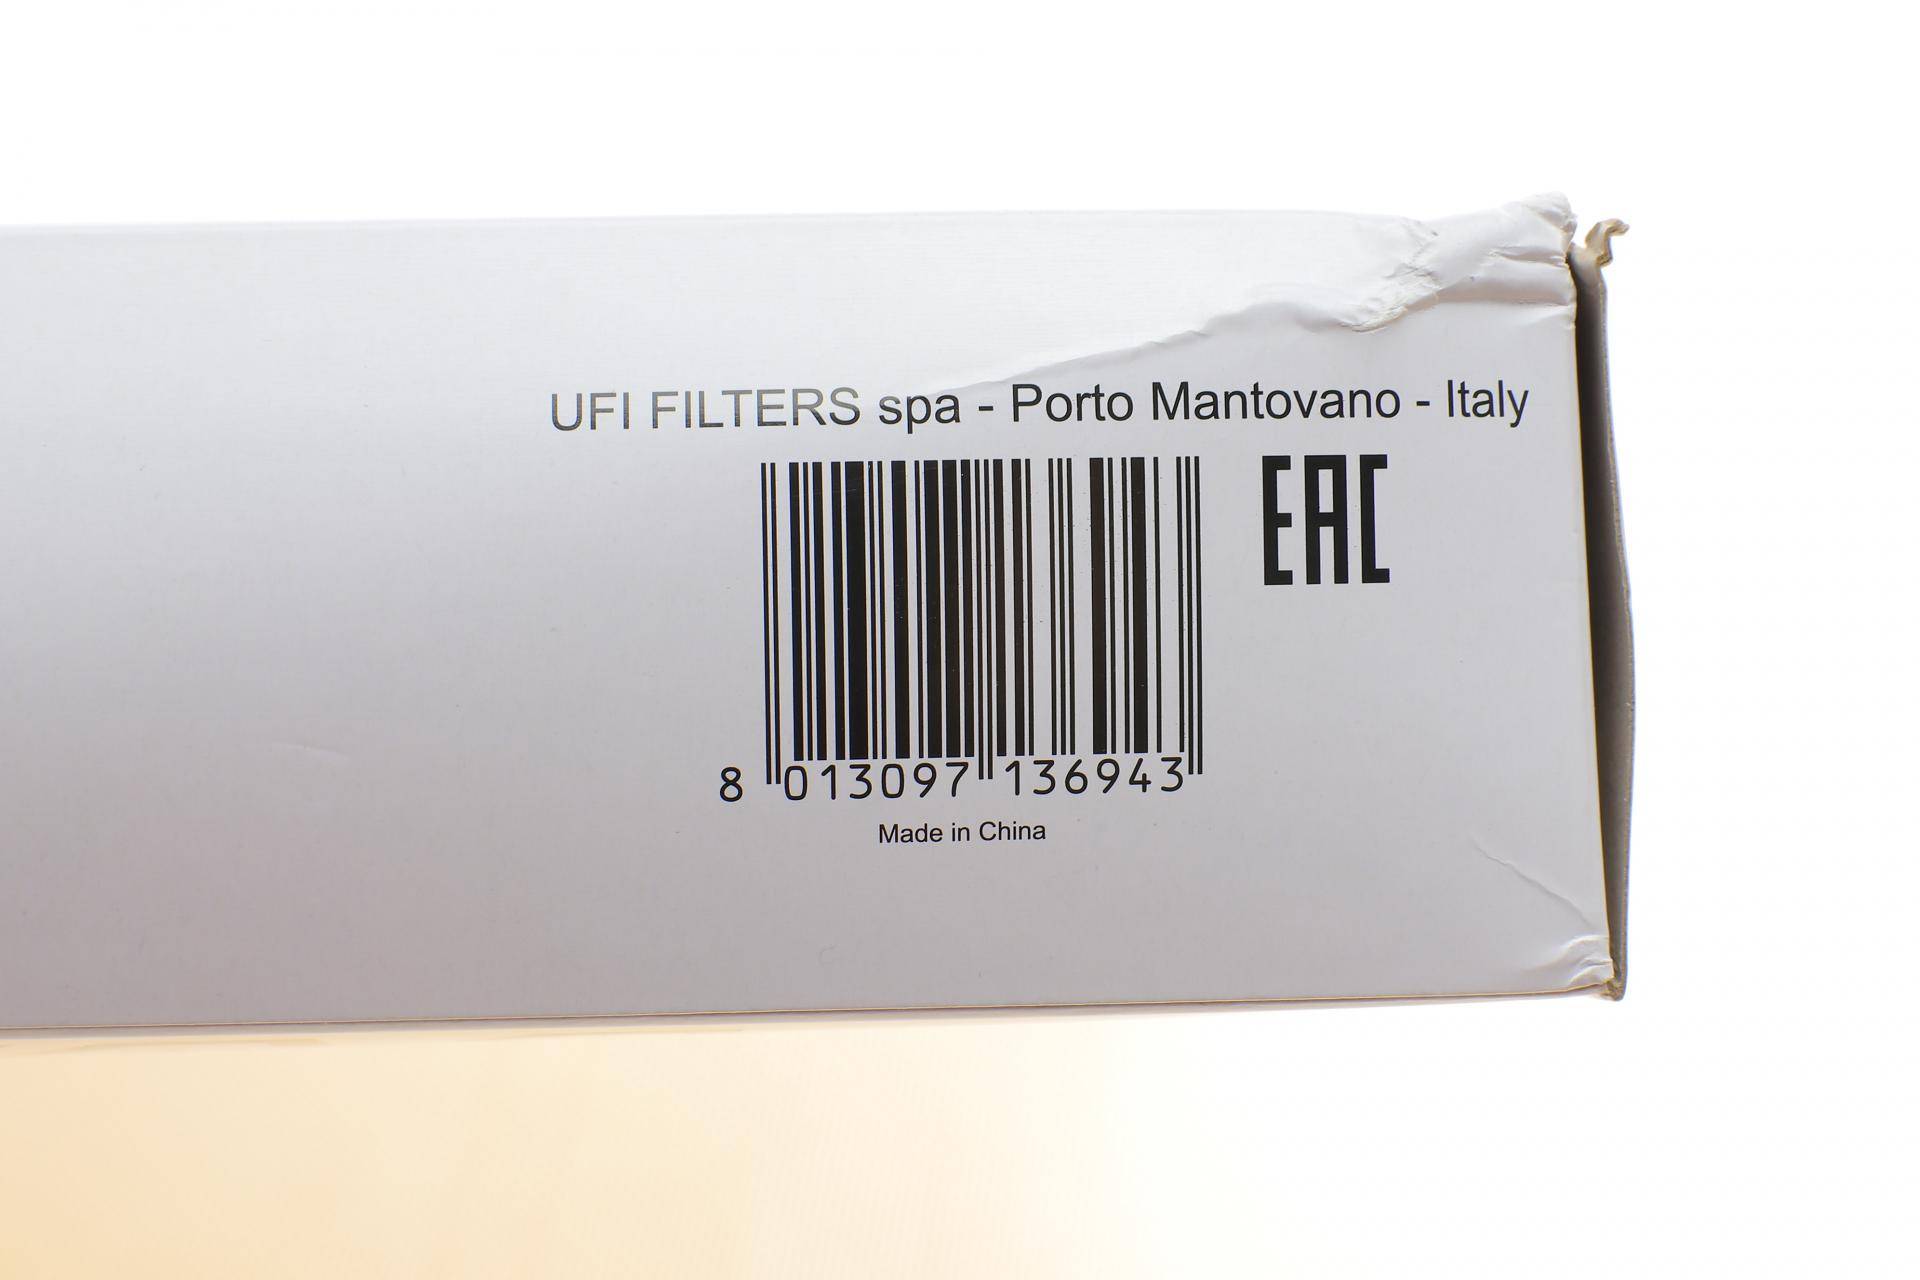 UFI FILTERS spa - Porto Mantovano - Italy
EAC
8 013097 136943
Made in China